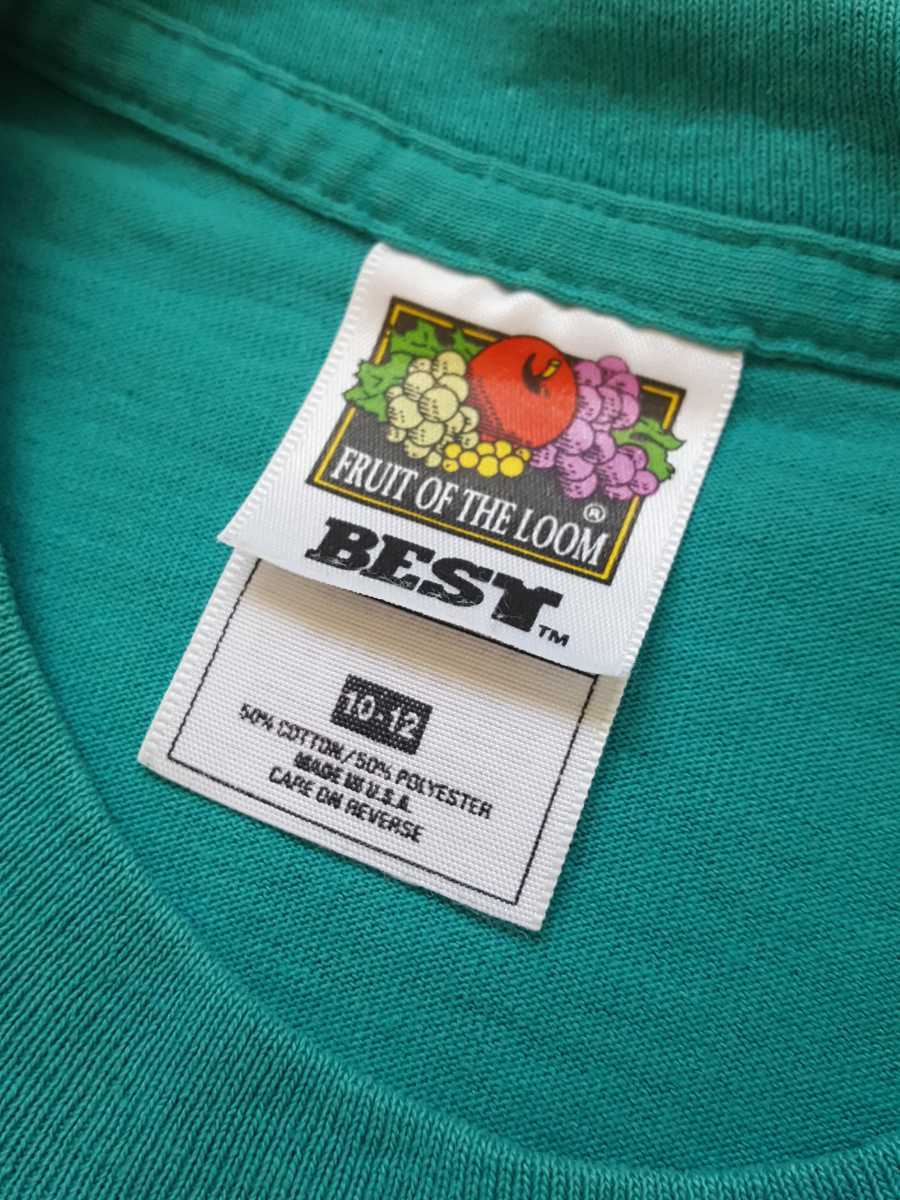 FRUIT OF THE LOOM®
BEST™
10-12
50% COTTON/50% POLYESTER
MADE IN U.S.A.
CARE ON REVERSE